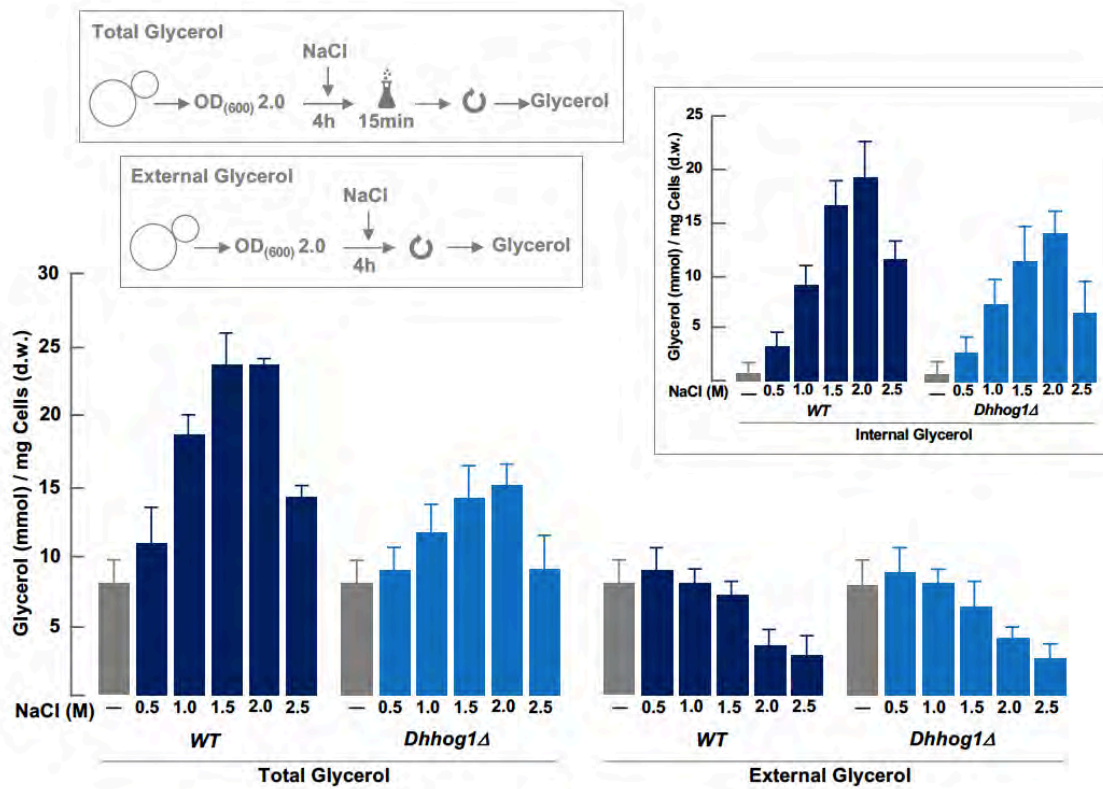 Total Glycerol
NaCl
OD(600) 2.0
Glycerol
4h
15min
External Glycerol
NaCl
OD(600) 2.0
Glycerol
4h
Glycerol (mmol) / mg Cells (d.w.)
30
25
20
15
10
5
NaCl (M)
— 0.5 1.0 1.5 2.0 2.5
WT
— 0.5 1.0 1.5 2.0 2.5
Dhhog1Δ
Total Glycerol
— 0.5 1.0 1.5 2.0 2.5
WT
— 0.5 1.0 1.5 2.0 2.5
Dhhog1Δ
External Glycerol
Glycerol (mmol) / mg Cells (d.w.)
25
20
15
10
5
NaCl (M)
— 0.5 1.0 1.5 2.0 2.5
WT
— 0.5 1.0 1.5 2.0 2.5
Dhhog1Δ
Internal Glycerol